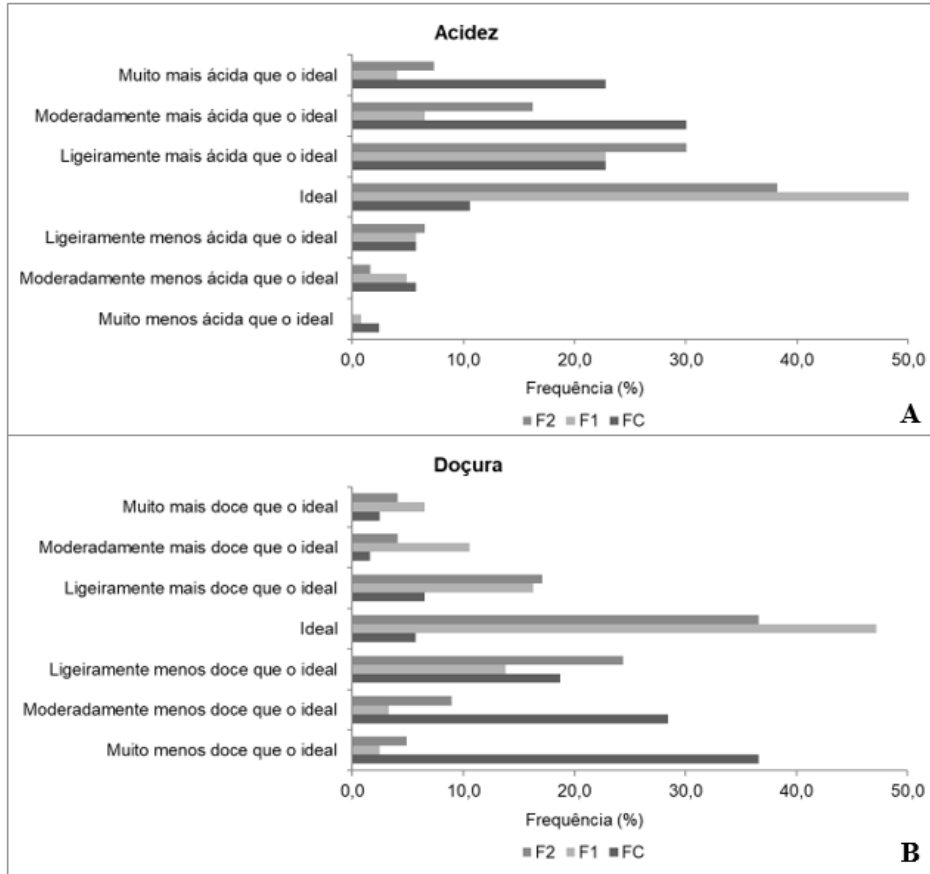 Acidez
Muito mais ácida que o ideal
Moderadamente mais ácida que o ideal
Ligeiramente mais ácida que o ideal
Ideal
Ligeiramente menos ácida que o ideal
Moderadamente menos ácida que o ideal
Muito menos ácida que o ideal
0,0 10,0 20,0 30,0 40,0 50,0
Frequência (%)
F2 F1 FC
A
Doçura
Muito mais doce que o ideal
Moderadamente mais doce que o ideal
Ligeiramente mais doce que o ideal
Ideal
Ligeiramente menos doce que o ideal
Moderadamente menos doce que o ideal
Muito menos doce que o ideal
0,0 10,0 20,0 30,0 40,0 50,0
Frequência (%)
F2 F1 FC
B